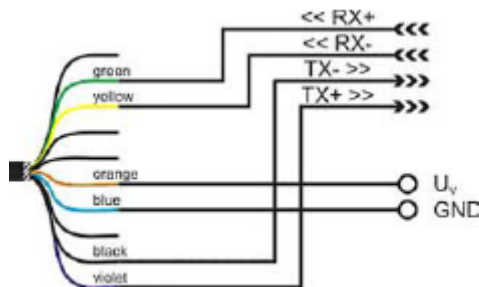 << RX+
<< RX-
green
TX- >>
yellow
TX+ >>
orange
Uᵥ
blue
GND
black
violet